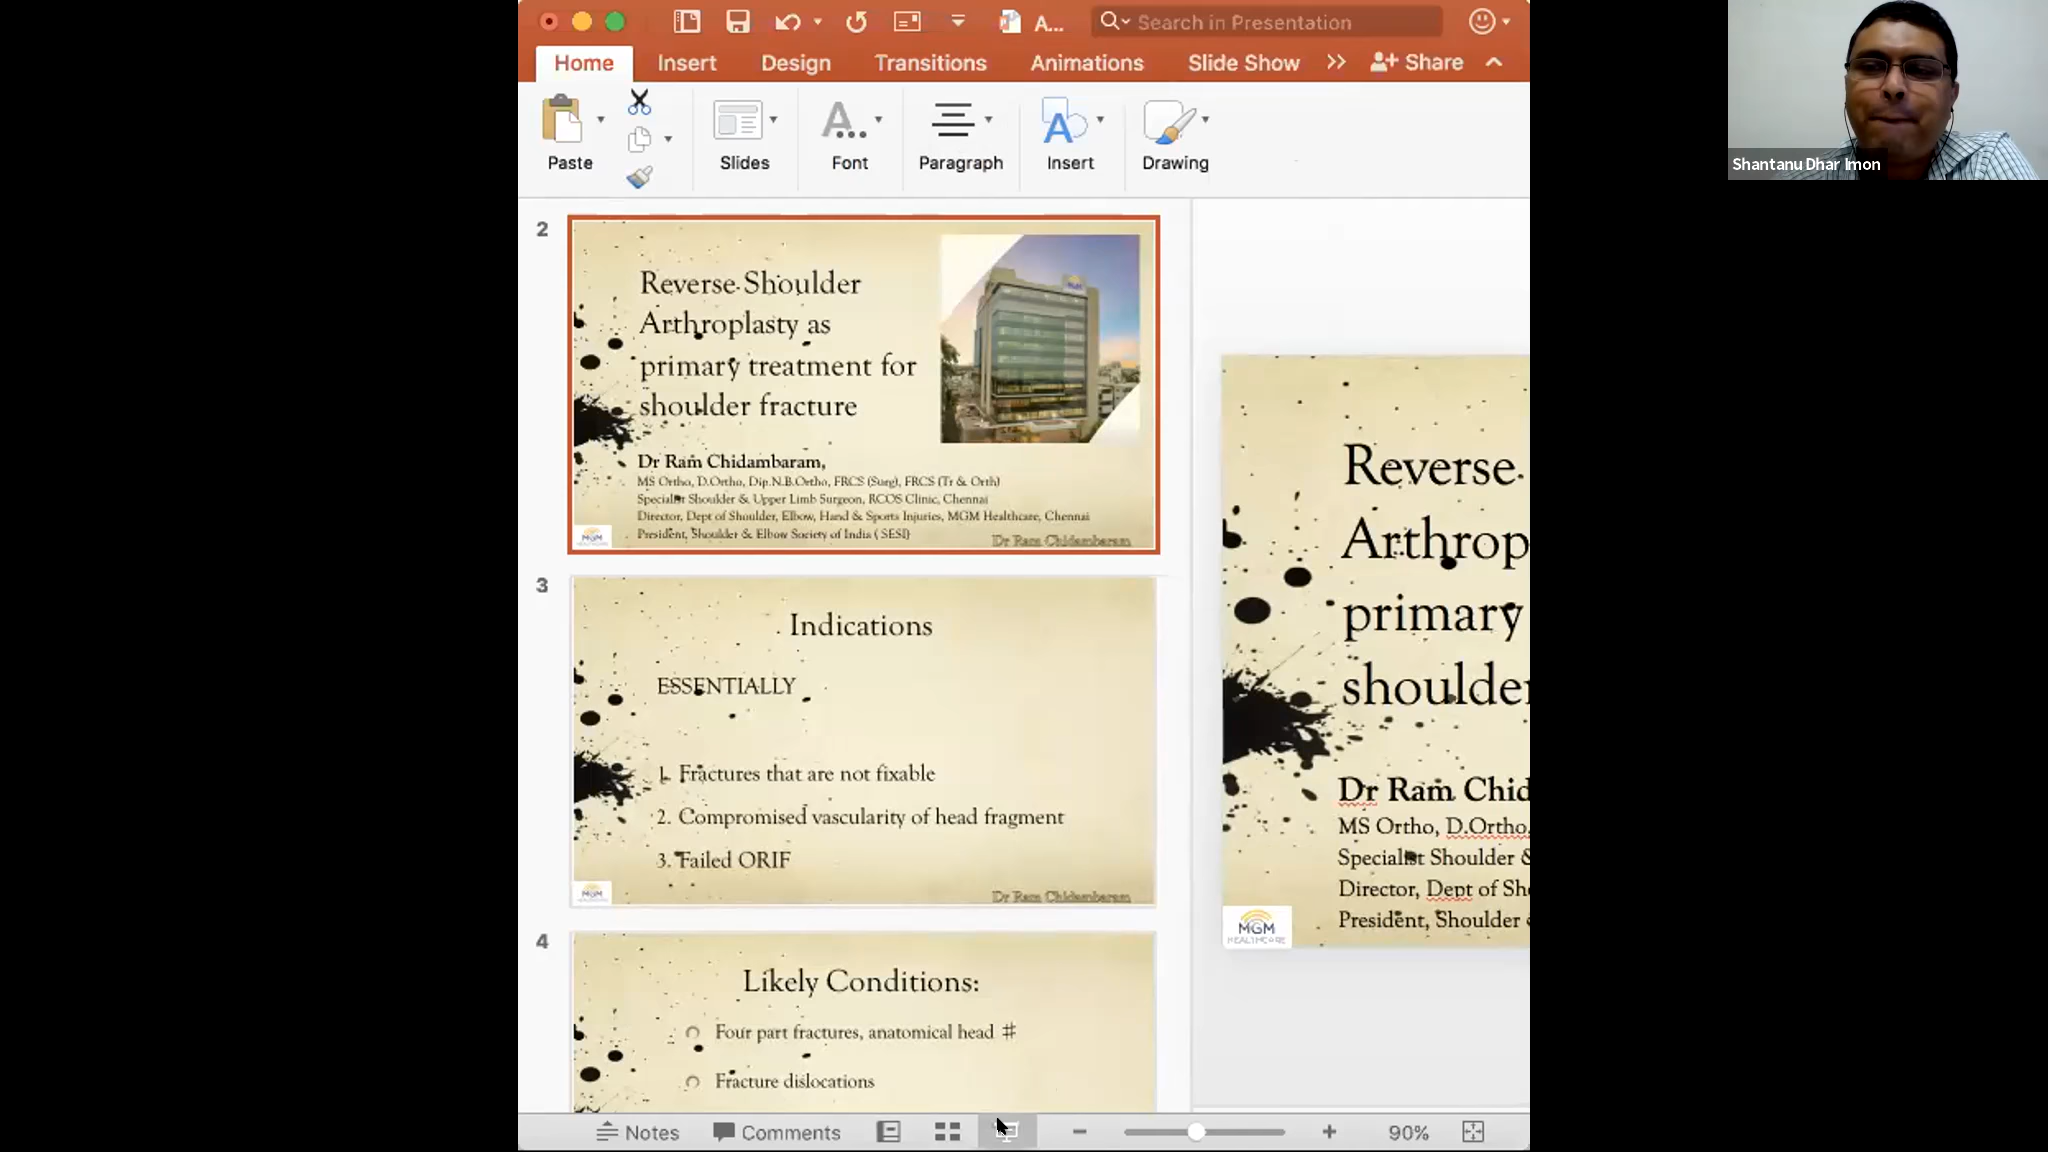 A...
Search in Presentation
Home Insert Design Transitions Animations Slide Show Share
Paste
Slides
Font
Paragraph
Insert
Drawing
2
Reverse Shoulder
Arthroplasty as
primary treatment for
shoulder fracture
Dr Ram Chidambaram,
MS Ortho, D.Ortho, Dip.N.B.Ortho, FRCS (Surg), FRCS (Tr & Orth)
Specialist Shoulder & Upper Limb Surgeon, RCOS Clinic, Chennai
Director, Dept of Shoulder, Elbow, Hand & Sports Injuries, MGM Healthcare, Chennai
President, Shoulder & Elbow Society of India ( SESI)
MGM
Dr Ram Chidambaram
3
Indications
ESSENTIALLY
1. Fractures that are not fixable
2. Compromised vascularity of head fragment
3. Failed ORIF
MGM
Dr Ram Chidambaram
4
Likely Conditions:
Four part fractures, anatomical head #
Fracture dislocations
Reverse
Arthrop
primary
shoulder
Dr Ram Chid
MS Ortho, D.Ortho,
Specialist Shoulder &
Director, Dept of Sh
President, Shoulder
MGM
HEALTHCARE
Notes Comments 90%
Shantanu Dhar Imon